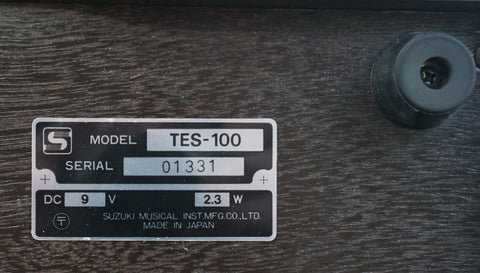 S MODEL TES-100
SERIAL 01331
DC 9 V 2.3 W
〒 SUZUKI MUSICAL INST.MFG.CO.,LTD.
MADE IN JAPAN